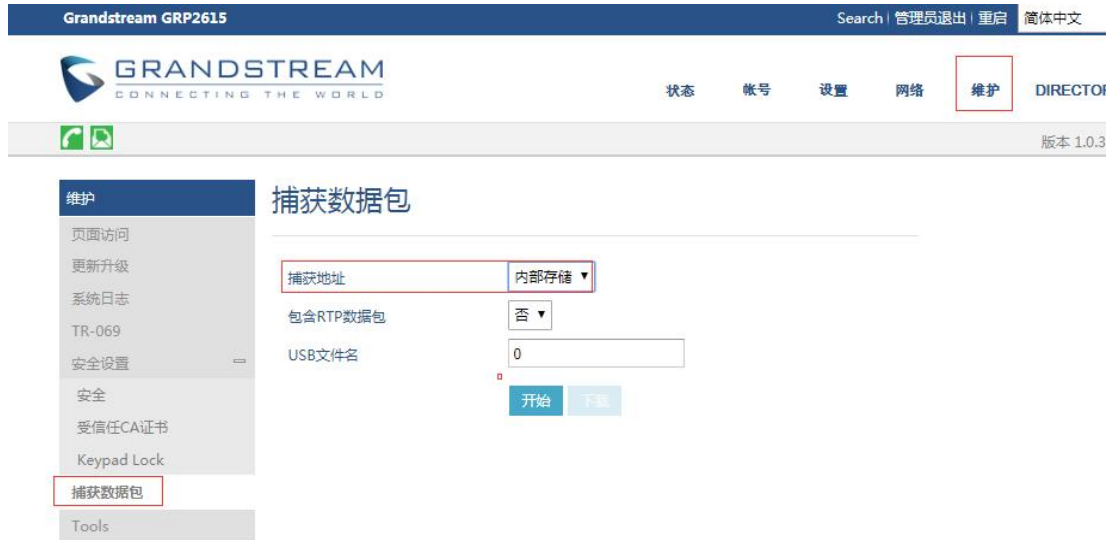 Grandstream GRP2615
Search | 管理员退出 | 重启 简体中文
GRANDSTREAM
CONNECTING THE WORLD
状态 帐号 设置 网络 维护 DIRECTOR
版本 1.0.3
维护
页面访问
更新升级
系统日志
TR-069
安全设置
安全
受信任CA证书
Keypad Lock
捕获数据包
Tools
捕获数据包
捕获地址 内部存储
包含RTP数据包 否
USB文件名 0
开始 下载